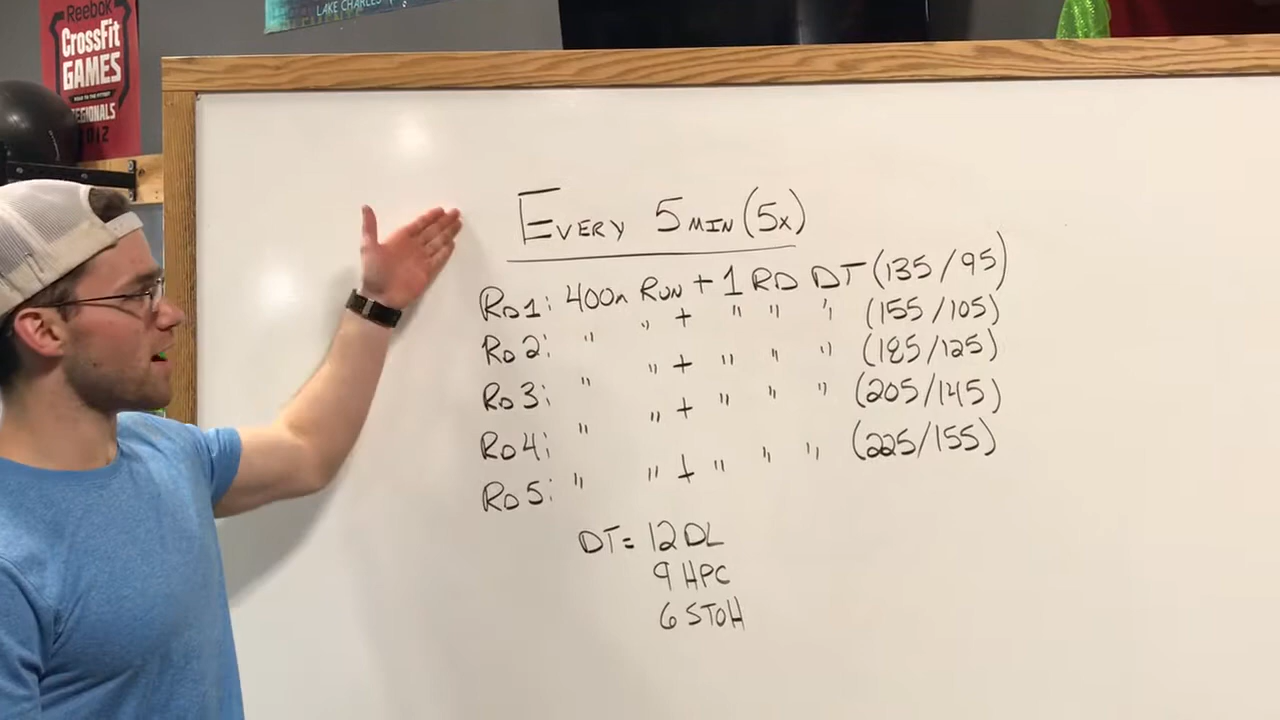 Reebok
CrossFit
GAMES
REGIONALS
2012
LAKE CHARLES
EVERY 5 MIN (5x)
RD 1: 400m RUN + 1 RD DT (135/95)
RD 2: " " + " " " (155/105)
RD 3: " " + " " " (185/125)
RD 4: " " + " " " (205/145)
RD 5: " " + " " " (225/155)
DT = 12 DL
9 HPC
6 STOH